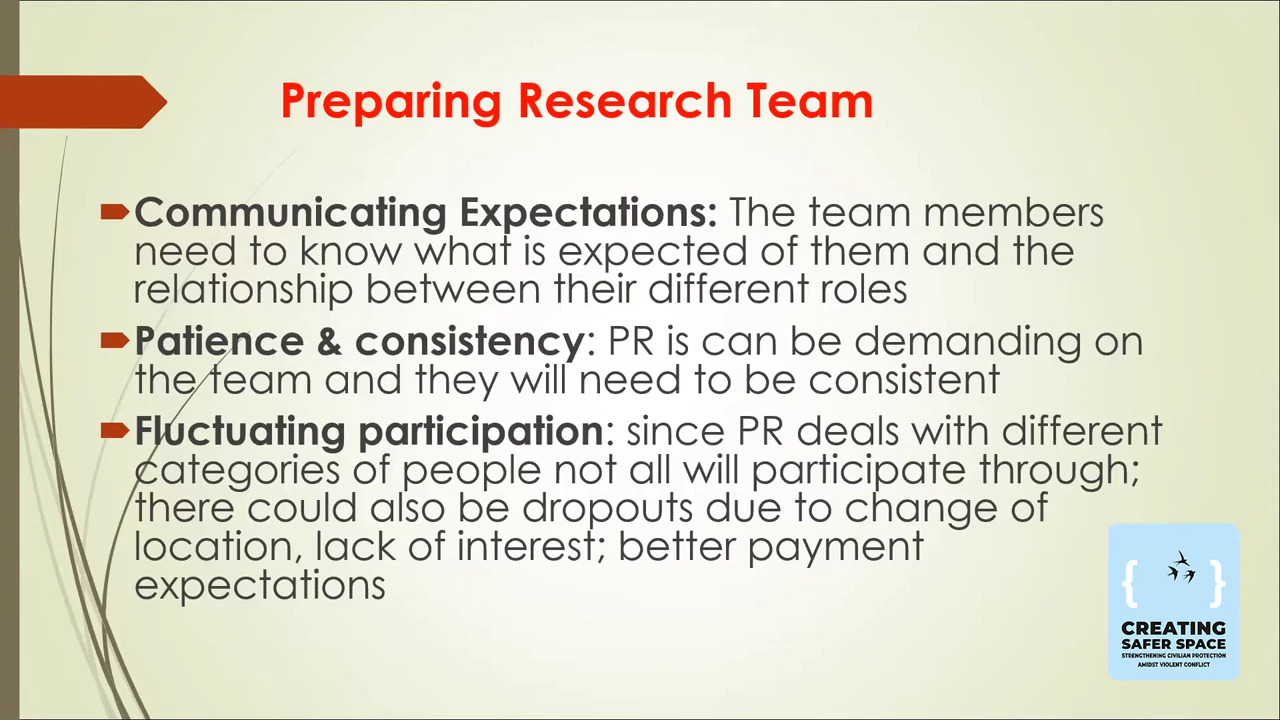 Preparing Research Team
Communicating Expectations: The team members
need to know what is expected of them and the
relationship between their different roles
Patience & consistency: PR is can be demanding on
the team and they will need to be consistent
Fluctuating participation: since PR deals with different
categories of people not all will participate through;
there could also be dropouts due to change of
location, lack of interest; better payment
expectations
{ }
CREATING
SAFER SPACE
STRENGTHENING CIVILIAN PROTECTION
AMIDST VIOLENT CONFLICT